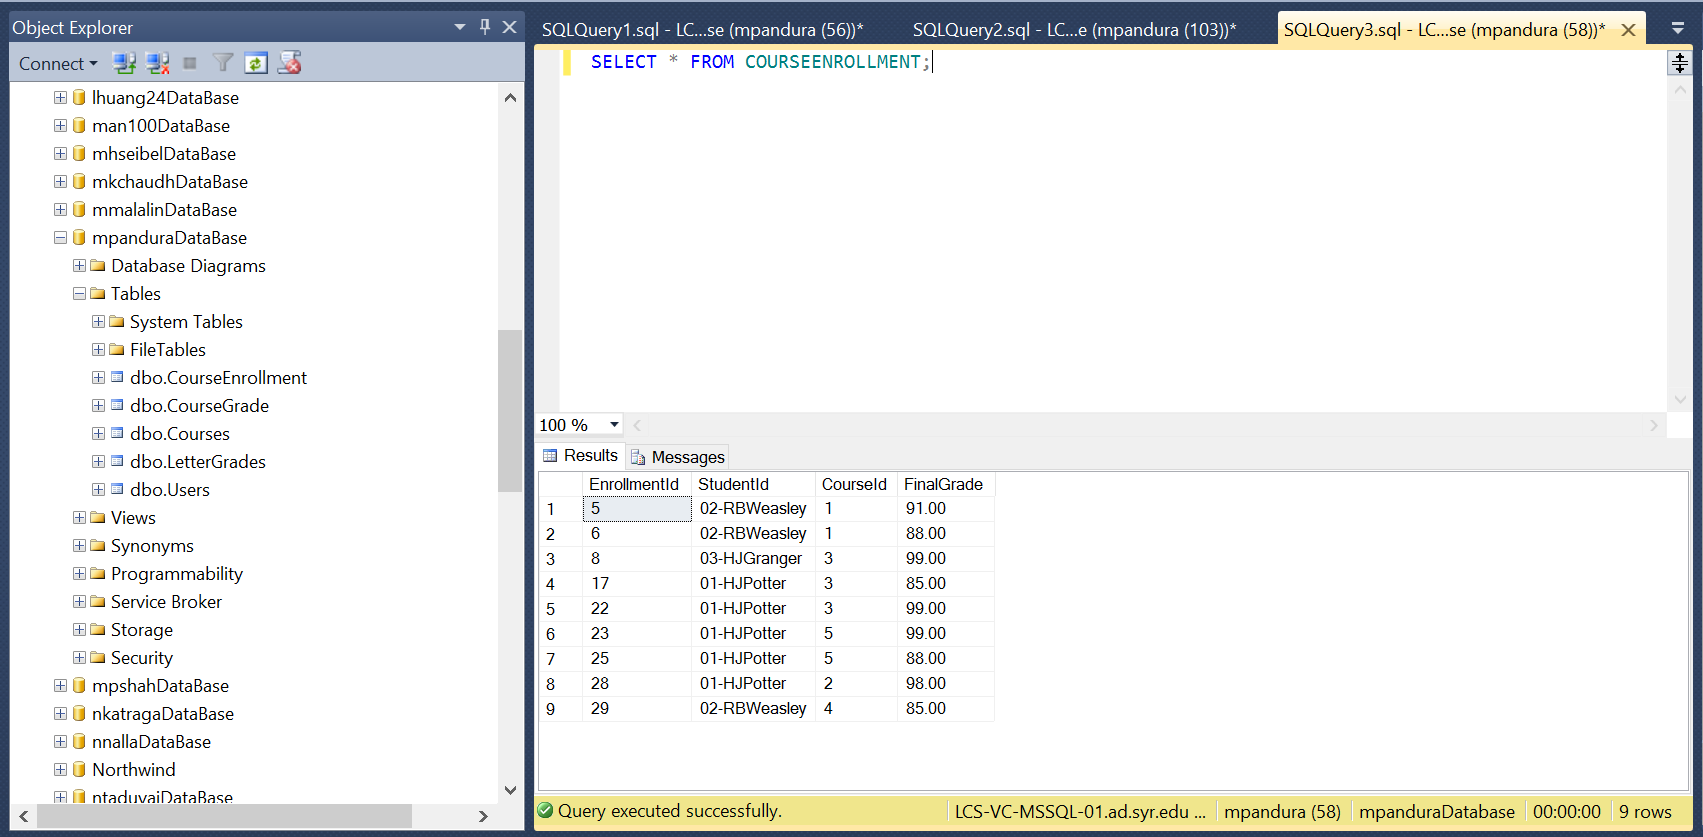 Object Explorer
Connect
lhuang24DataBase
man100DataBase
mhseibelDataBase
mkchaudhDataBase
mmalalinDataBase
mpanduraDataBase
Database Diagrams
Tables
System Tables
FileTables
dbo.CourseEnrollment
dbo.CourseGrade
dbo.Courses
dbo.LetterGrades
dbo.Users
Views
Synonyms
Programmability
Service Broker
Storage
Security
mpshahDataBase
nkatragaDataBase
nnallaDataBase
Northwind
ntaduvaiDataBase
SQLQuery1.sql - LC...se (mpandura (56))* SQLQuery2.sql - LC...e (mpandura (103))* SQLQuery3.sql - LC...se (mpandura (58))*
SELECT * FROM COURSEENROLLMENT;
100 %
Results Messages
EnrollmentId StudentId CourseId FinalGrade
1 5 02-RBWeasley 1 91.00
2 6 02-RBWeasley 1 88.00
3 8 03-HJGranger 3 99.00
4 17 01-HJPotter 3 85.00
5 22 01-HJPotter 3 99.00
6 23 01-HJPotter 5 99.00
7 25 01-HJPotter 5 88.00
8 28 01-HJPotter 2 98.00
9 29 02-RBWeasley 4 85.00
Query executed successfully. LCS-VC-MSSQL-01.ad.syr.edu ... mpandura (58) mpanduraDatabase 00:00:00 9 rows